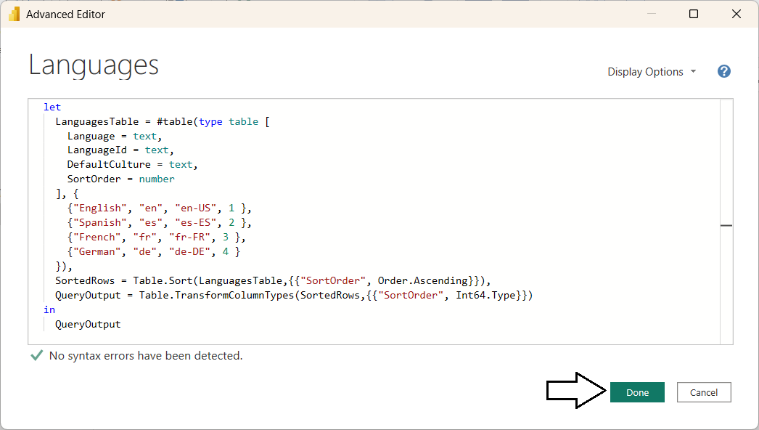 Advanced Editor
Languages
Display Options
?
let
LanguagesTable = #table(type table [
Language = text,
LanguageId = text,
DefaultCulture = text,
SortOrder = number
], {
{"English", "en", "en-US", 1 },
{"Spanish", "es", "es-ES", 2 },
{"French", "fr", "fr-FR", 3 },
{"German", "de", "de-DE", 4 }
}),
SortedRows = Table.Sort(LanguagesTable,{{"SortOrder", Order.Ascending}}),
QueryOutput = Table.TransformColumnTypes(SortedRows,{{"SortOrder", Int64.Type}})
in
QueryOutput
No syntax errors have been detected.
Done
Cancel